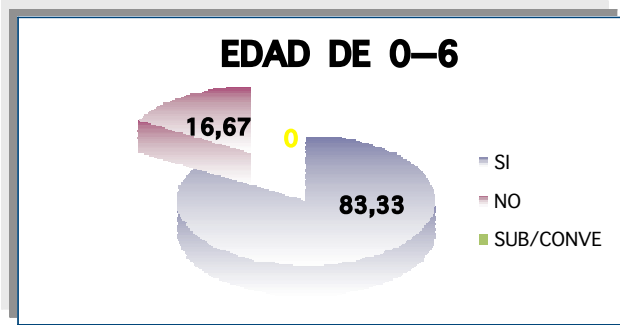 EDAD DE 0—6
16,67
0
83,33
SI
NO
SUB/CONVE